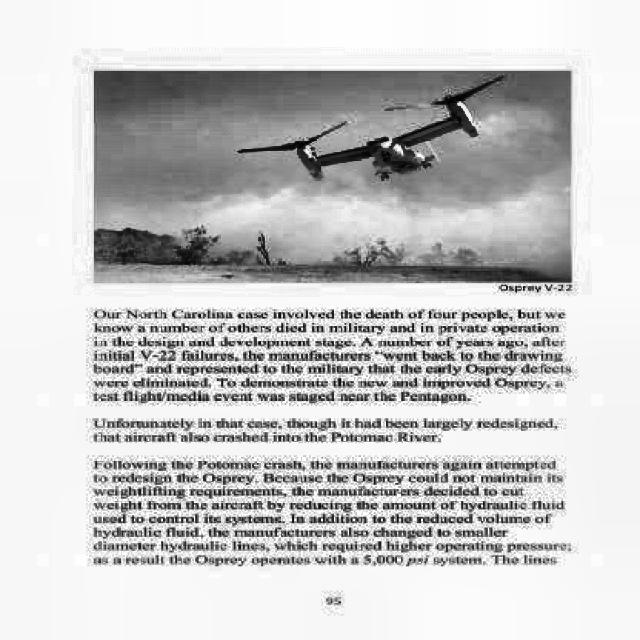 Osprey V-22
Our North Carolina case involved the death of four people, but we
know a number of others died in military and in private operation
in the design and development stage. A number of years ago, after
initial V-22 failures, the manufacturers "went back to the drawing
board" and represented to the military that the early Osprey defects
were eliminated. To demonstrate the new and improved Osprey, a
test flight/media event was staged near the Pentagon.
Unfortunately in that case, though it had been largely redesigned,
that aircraft also crashed into the Potomac River.
Following the Potomac crash, the manufacturers again attempted
to redesign the Osprey. Because the Osprey could not maintain its
weightlifting requirements, the manufacturers decided to cut
weight from the aircraft by reducing the amount of hydraulic fluid
used to control its systems. In addition to the reduced volume of
hydraulic fluid, the manufacturers also changed to smaller
diameter hydraulic lines, which required higher operating pressure;
as a result the Osprey operates with a 5,000 psi system. The lines
95